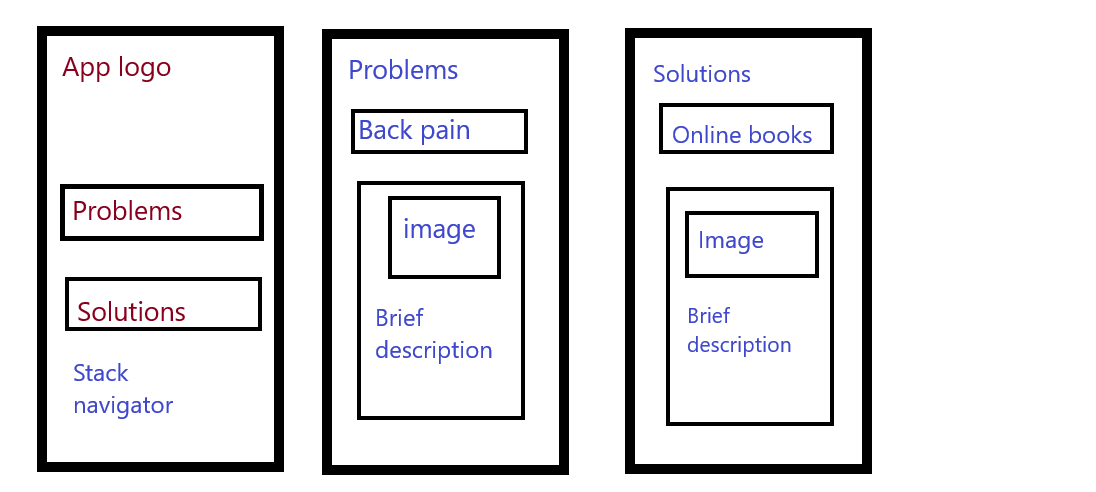 App logo
Problems
Solutions
Stack
navigator
Problems
Back pain
image
Brief
description
Solutions
Online books
Image
Brief
description